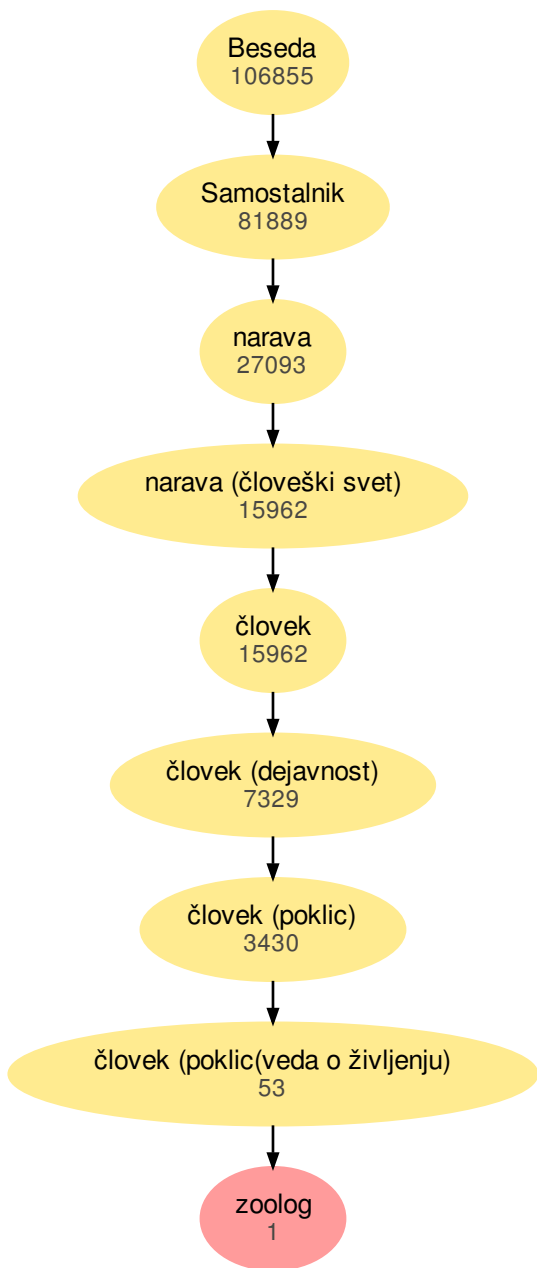 Beseda
106855
Samostalnik
81889
narava
27093
narava (človeški svet)
15962
človek
15962
človek (dejavnost)
7329
človek (poklic)
3430
človek (poklic(veda o življenju)
53
zoolog
1